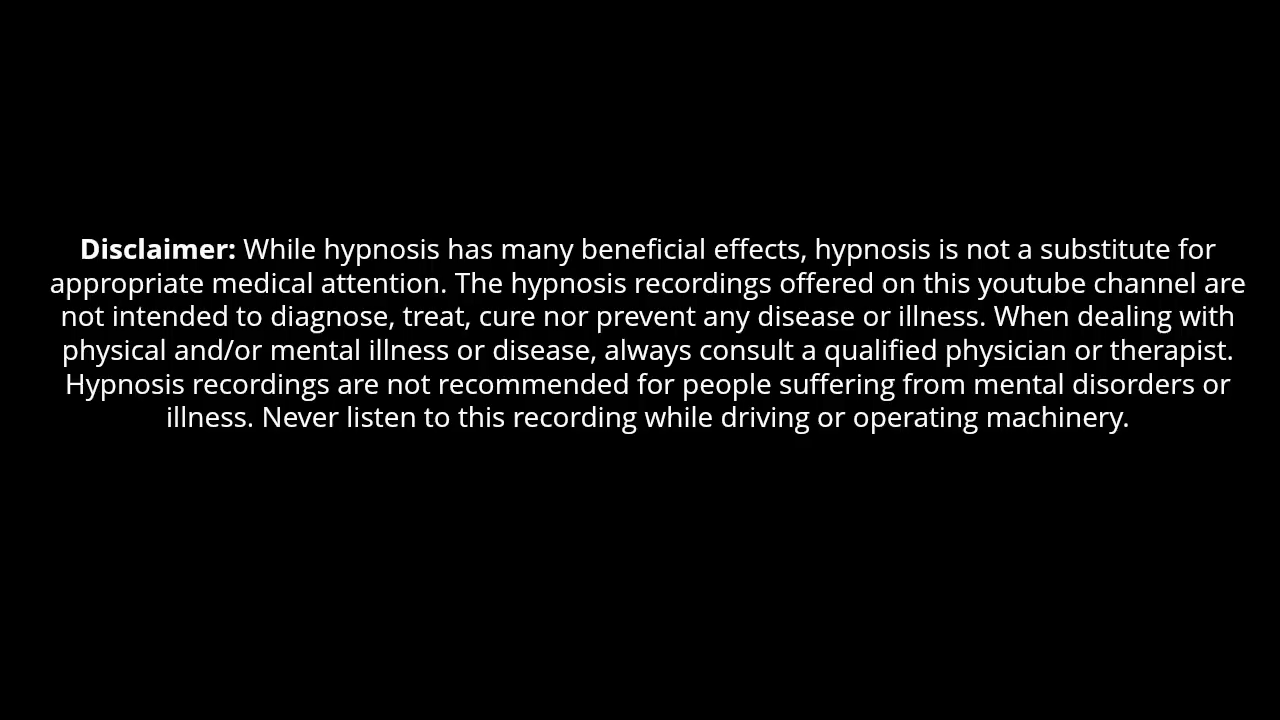 Disclaimer: While hypnosis has many beneficial effects, hypnosis is not a substitute for
appropriate medical attention. The hypnosis recordings offered on this youtube channel are
not intended to diagnose, treat, cure nor prevent any disease or illness. When dealing with
physical and/or mental illness or disease, always consult a qualified physician or therapist.
Hypnosis recordings are not recommended for people suffering from mental disorders or
illness. Never listen to this recording while driving or operating machinery.